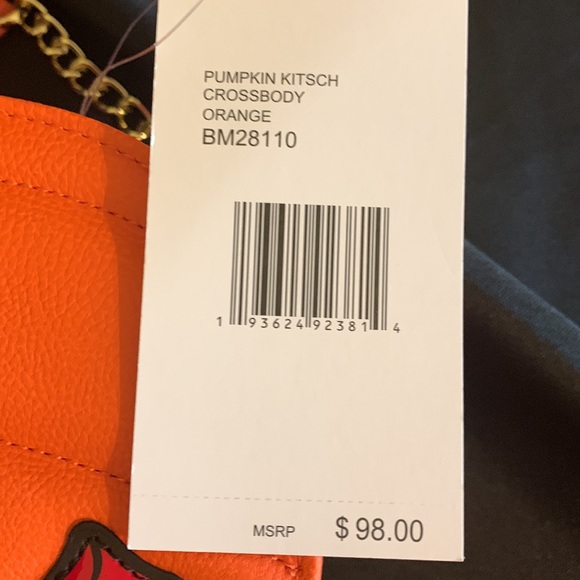 PUMPKIN KITSCH
CROSSBODY
ORANGE
BM28110
1 93624 92381 4
MSRP $ 98.00